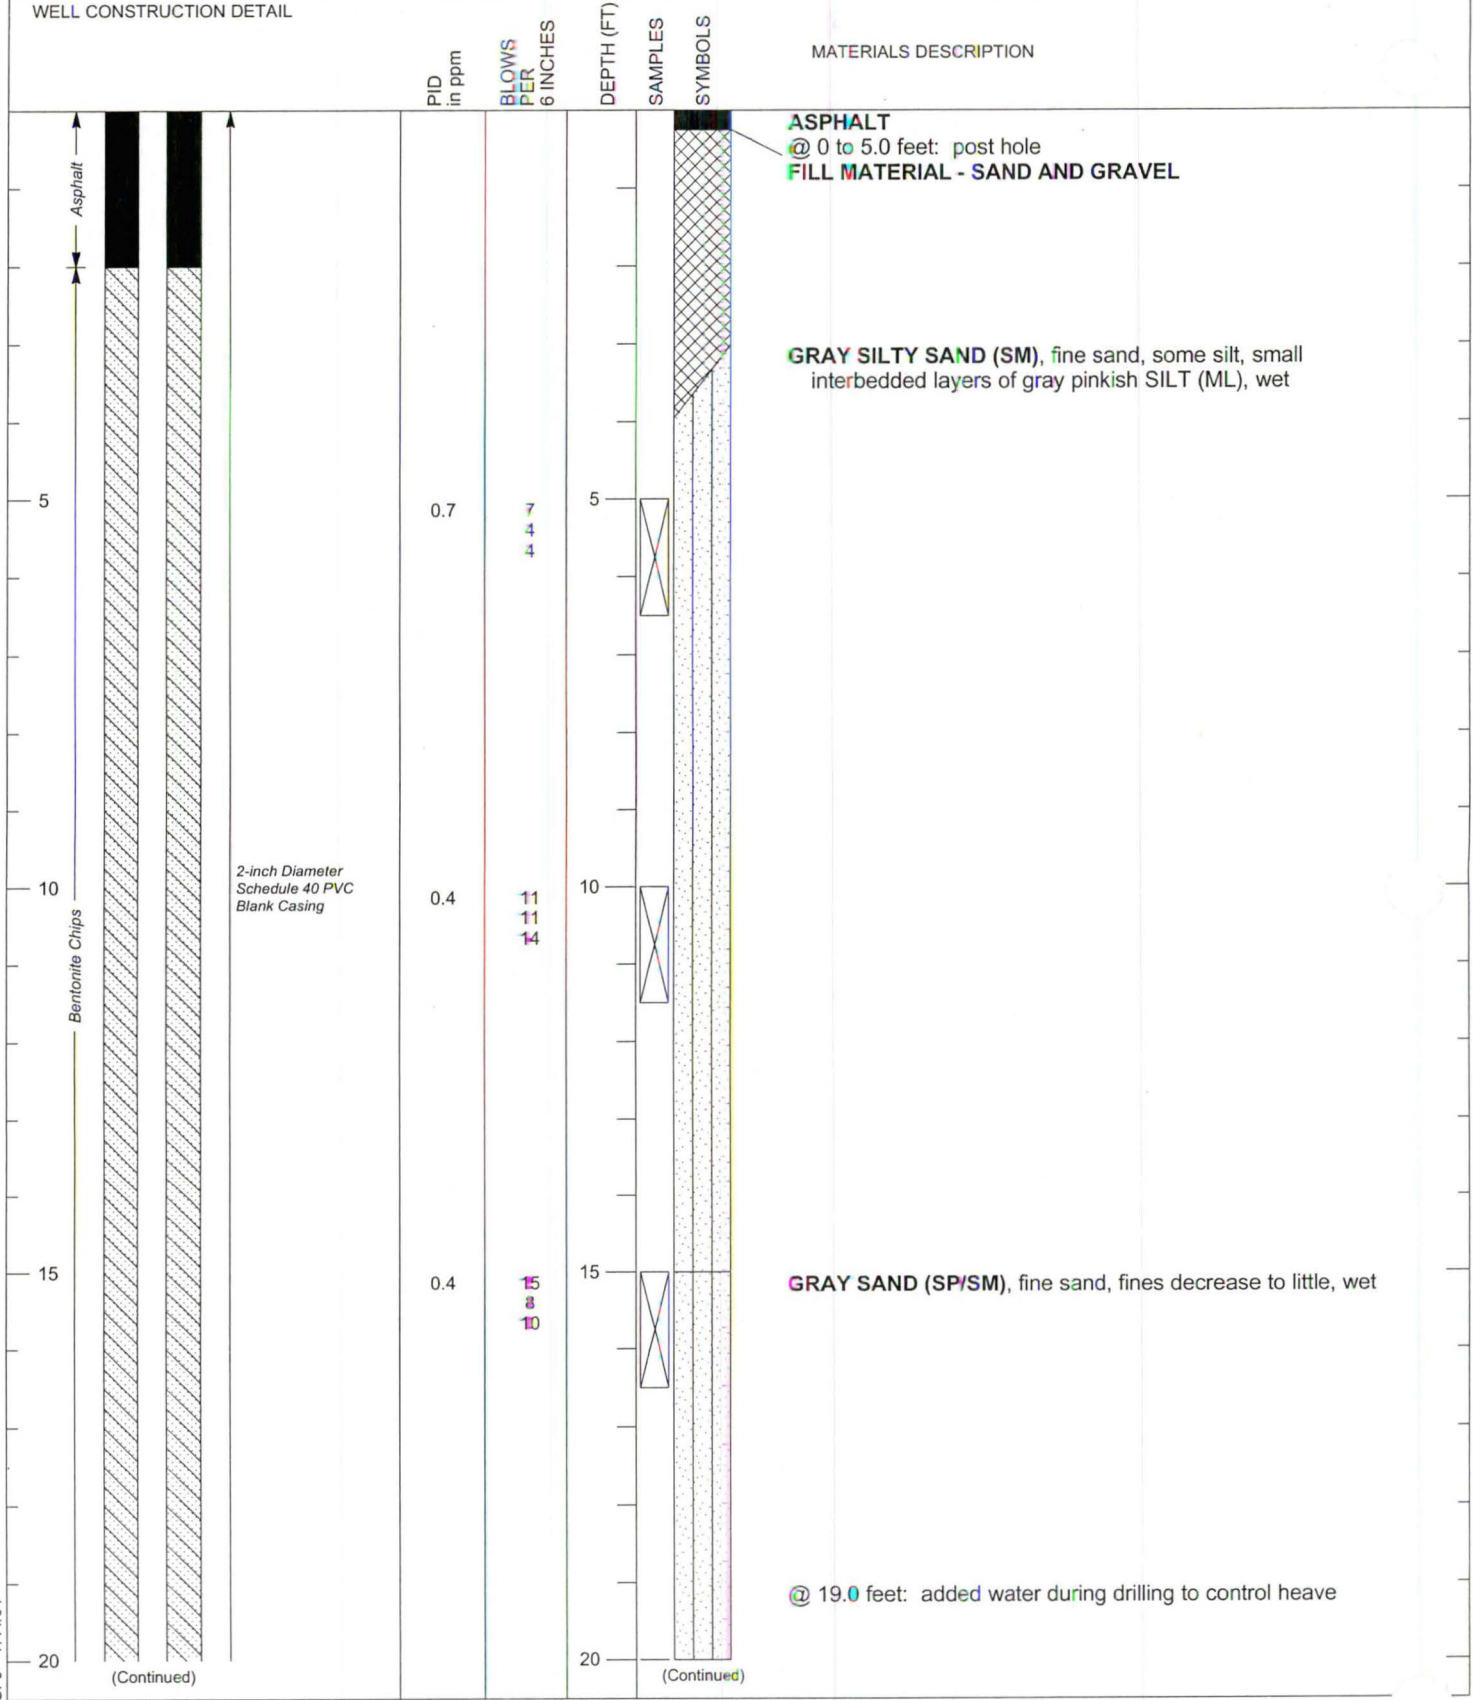 WELL CONSTRUCTION DETAIL
PID
in ppm
BLOWS
PER
6 INCHES
DEPTH (FT)
SAMPLES
SYMBOLS
MATERIALS DESCRIPTION
Asphalt
ASPHALT
@ 0 to 5.0 feet: post hole
FILL MATERIAL - SAND AND GRAVEL
GRAY SILTY SAND (SM), fine sand, some silt, small
interbedded layers of gray pinkish SILT (ML), wet
5
0.7
7
4
4
5
Bentonite Chips
2-inch Diameter
Schedule 40 PVC
Blank Casing
10
0.4
11
11
14
10
15
0.4
15
8
10
15
GRAY SAND (SP/SM), fine sand, fines decrease to little, wet
@ 19.0 feet: added water during drilling to control heave
20
20
(Continued)
(Continued)